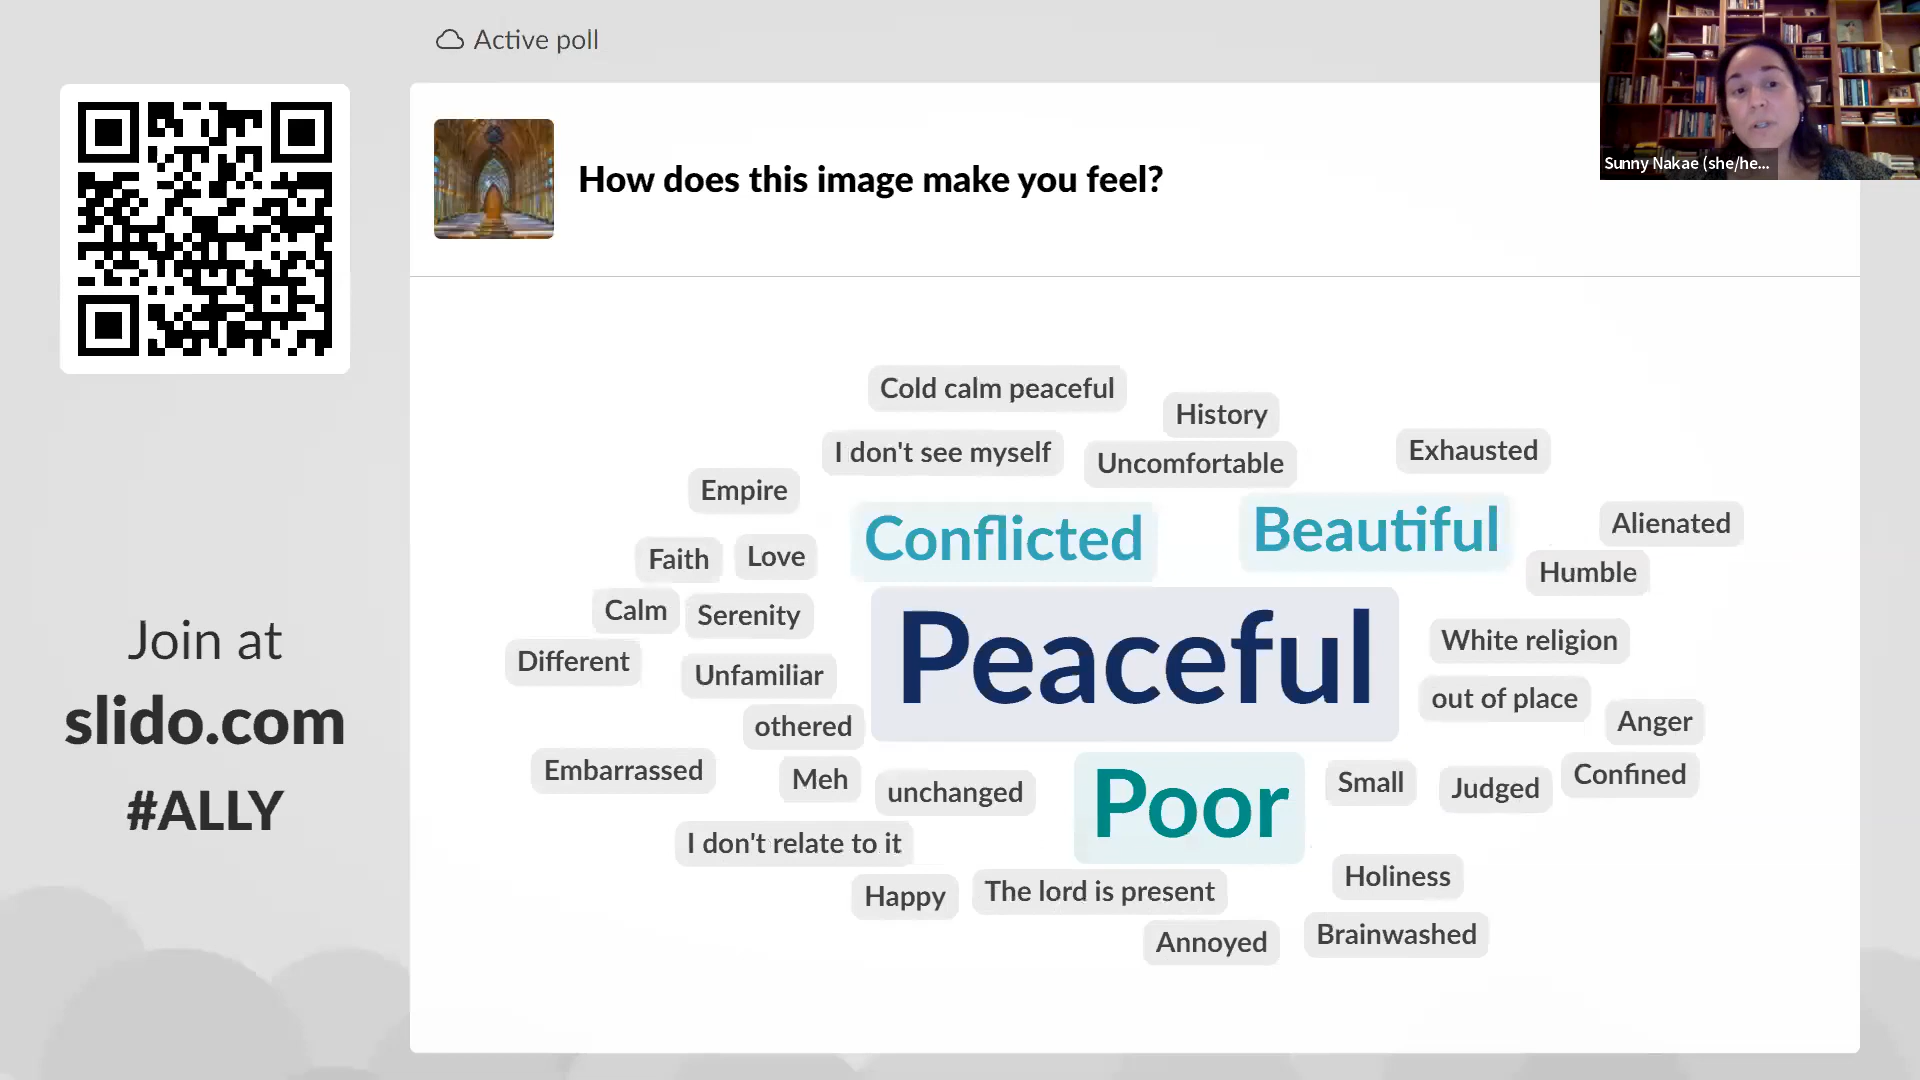 Active poll
How does this image make you feel?
Sunny Nakae (she/he...
Join at
slido.com
#ALLY
Cold calm peaceful
History
I don't see myself
Uncomfortable
Exhausted
Empire
Conflicted
Beautiful
Alienated
Faith
Love
Humble
Calm
Serenity
Peaceful
White religion
Different
Unfamiliar
out of place
othered
Anger
Embarrassed
Meh
unchanged
Poor
Small
Judged
Confined
I don't relate to it
Happy
The lord is present
Holiness
Annoyed
Brainwashed